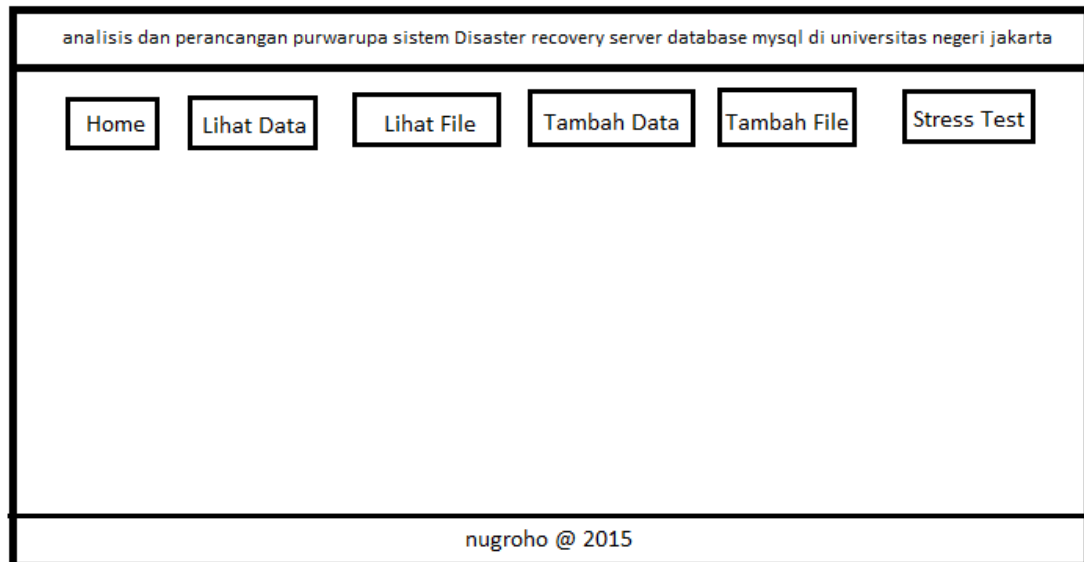 analisis dan perancangan purwarupa sistem Disaster recovery server database mysql di universitas negeri jakarta
Home
Lihat Data
Lihat File
Tambah Data
Tambah File
Stress Test
nugroho @ 2015